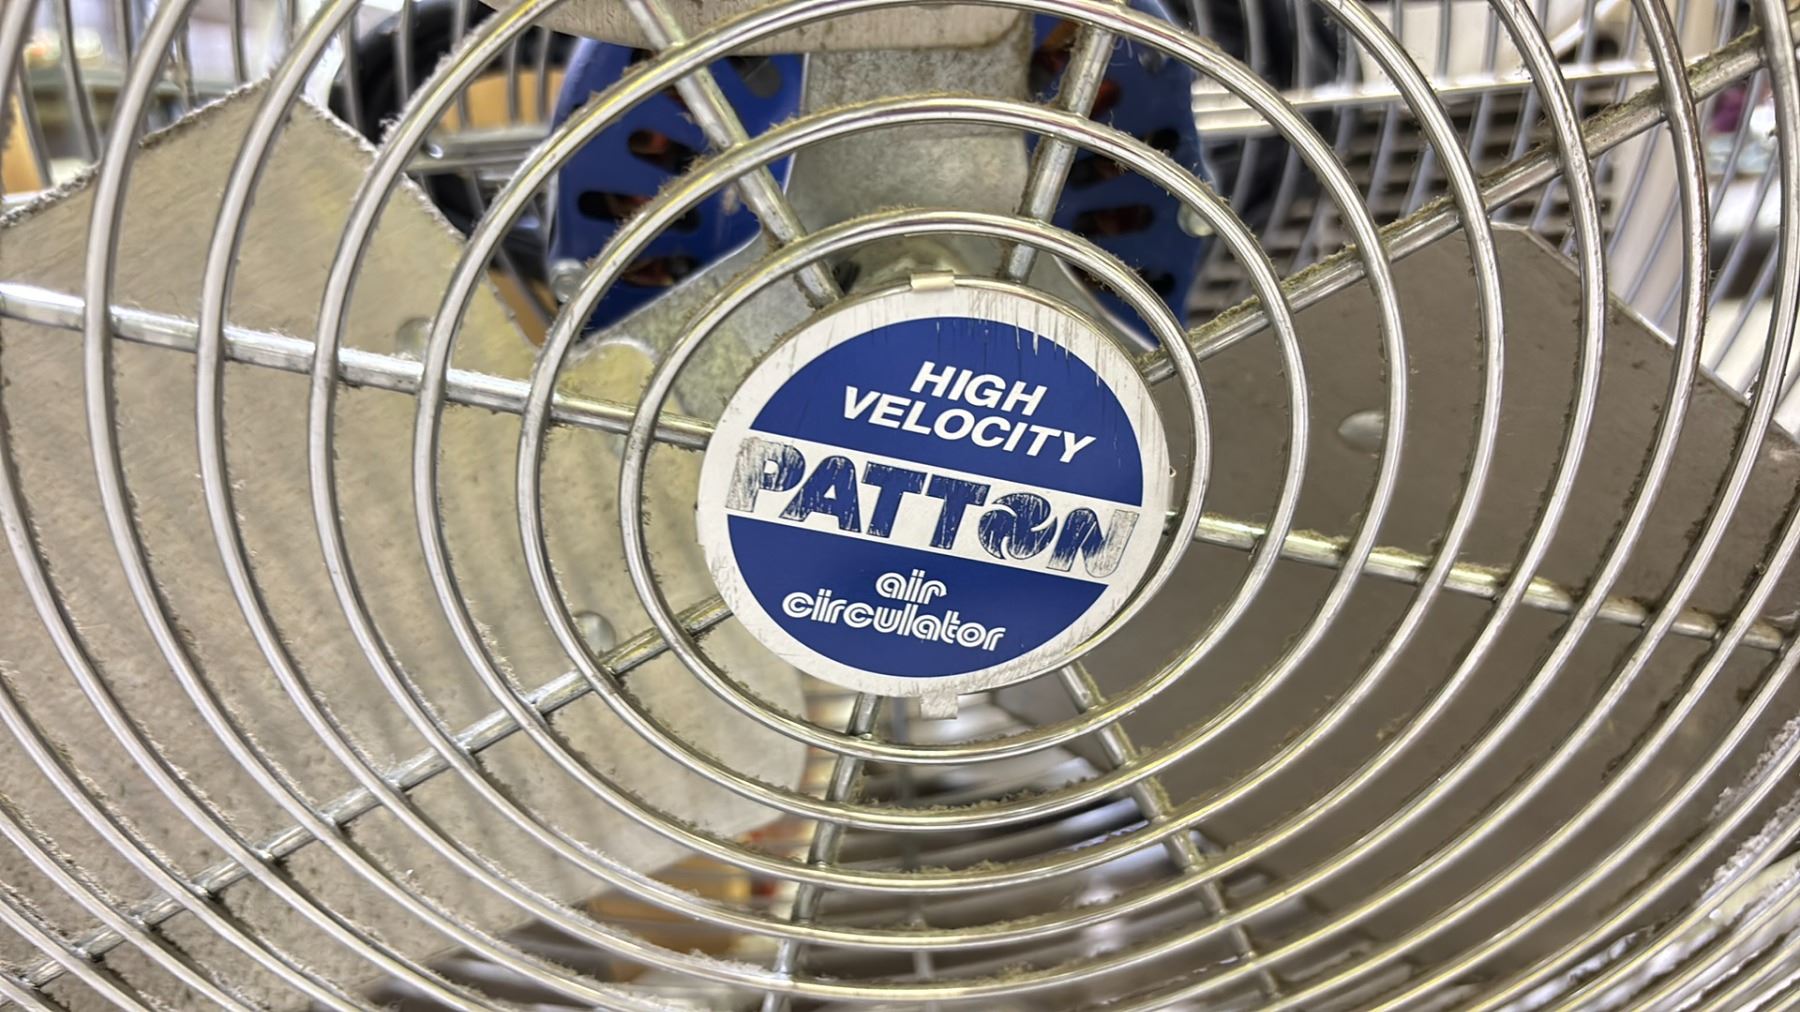 HIGH
VELOCITY
PATTON
air
circulator